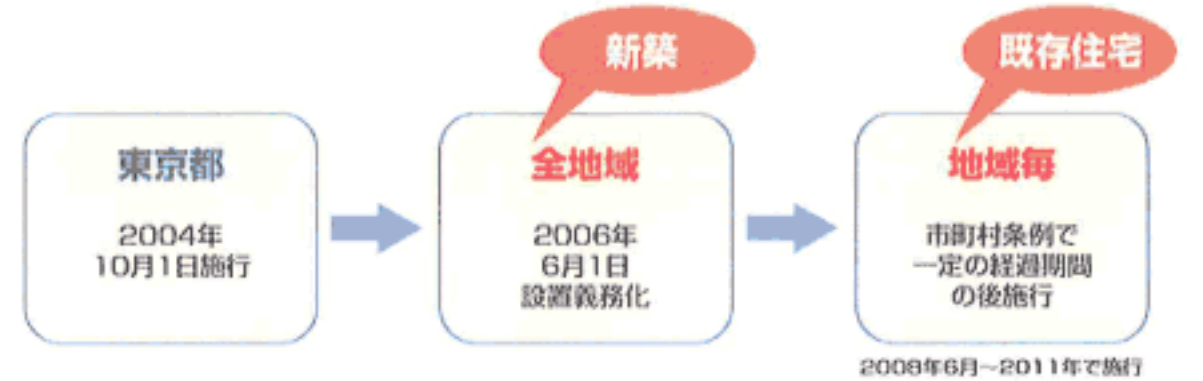 東京都
2004年
10月1日施行
新築
全地域
2006年
6月1日
設置義務化
既存住宅
地域毎
市町村条例で
一定の経過期間
の後施行
2008年6月～2011年で施行